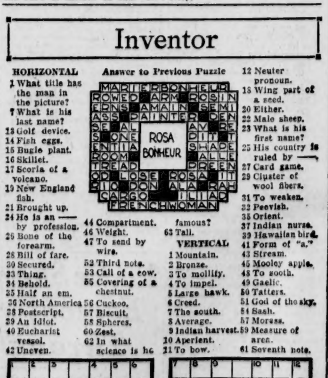 Inventor
HORIZONTAL
1 What title has
the man in
the picture?
7 What is his
last name?
13 Golf device.
14 Fish eggs.
15 Bugle plant.
16 Skillet.
17 Scoria of a
volcano.
19 New England
fish.
21 Brought up.
24 He is an
by profession.
26 Bone of the
forearm.
28 Bill of fare.
30 Secured.
33 Thing.
34 Behold.
35 Half an em.
36 North America
38 Postscript.
39 An idiot.
40 Eucharist
vessel.
42 Uneven.
Answer to Previous Puzzle
ROSA
BONHEUR
44 Compartment.
46 Weight.
47 To send by
wire.
52 Third note.
53 Call of a cow.
55 Covering of a
chestnut.
56 Cuckoo.
57 Biscuit.
58 Spheres.
60 Zest.
62 In what
science is he
famous?
63 Tall.
VERTICAL
1 Mountain.
2 Bronze.
3 To mollify.
4 To impel.
5 Large hawk.
6 Creed.
7 The south.
8 Average.
9 Indian harvest.
10 Aperient.
11 To bow.
12 Neuter
pronoun.
18 Wing part of
a seed.
20 Either.
22 Male sheep.
23 What is his
first name?
25 His country is
ruled by
27 Card game.
29 Cluster of
wool fibers.
31 To weaken.
32 Peevish.
35 Orient.
37 Indian nurse.
39 Hawaiian bird.
41 Form of "a."
43 Stream.
45 Mooley apple.
48 To sooth.
49 Gaelic.
50 Tatters.
51 God of the sky.
54 Sash.
57 Morass.
59 Measure of
area.
61 Seventh note.